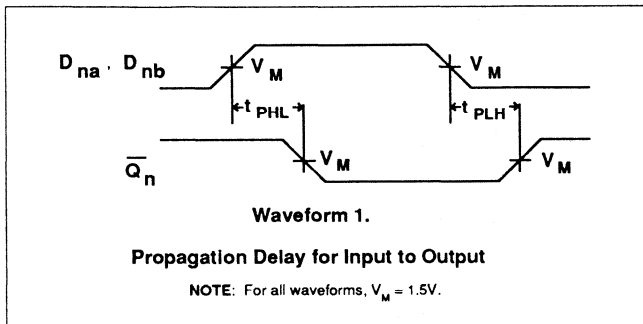 D na , D nb V M V M
t PHL t PLH
Q̅ n V M V M
Waveform 1.
Propagation Delay for Input to Output
NOTE: For all waveforms, V M = 1.5V.